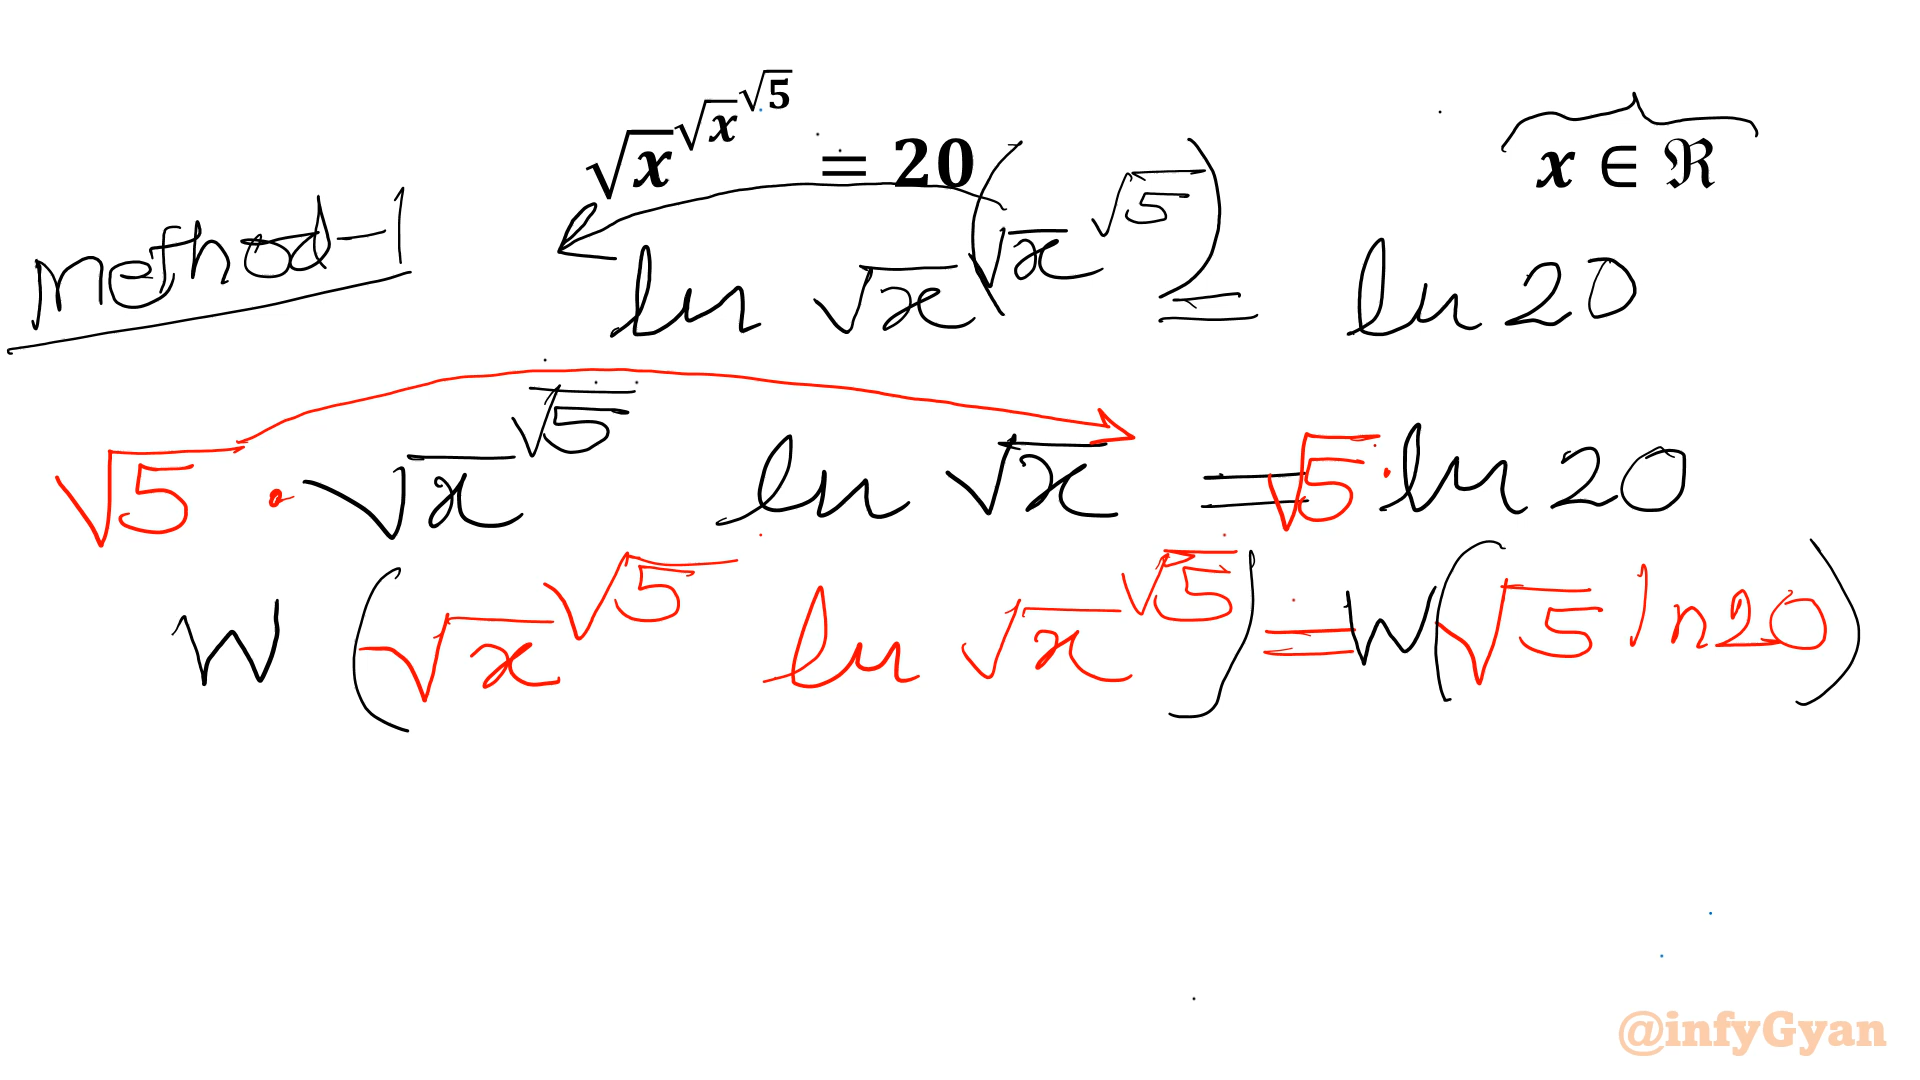 √x^√x^√5 = 20 x ∈ ℜ
method-1
ln √x^(√x^√5) = ln 20
√5 · √x^√5 ln √x = √5 · ln 20
W (√x^√5 ln √x^√5) = W (√5 ln 20)
@infyGyan